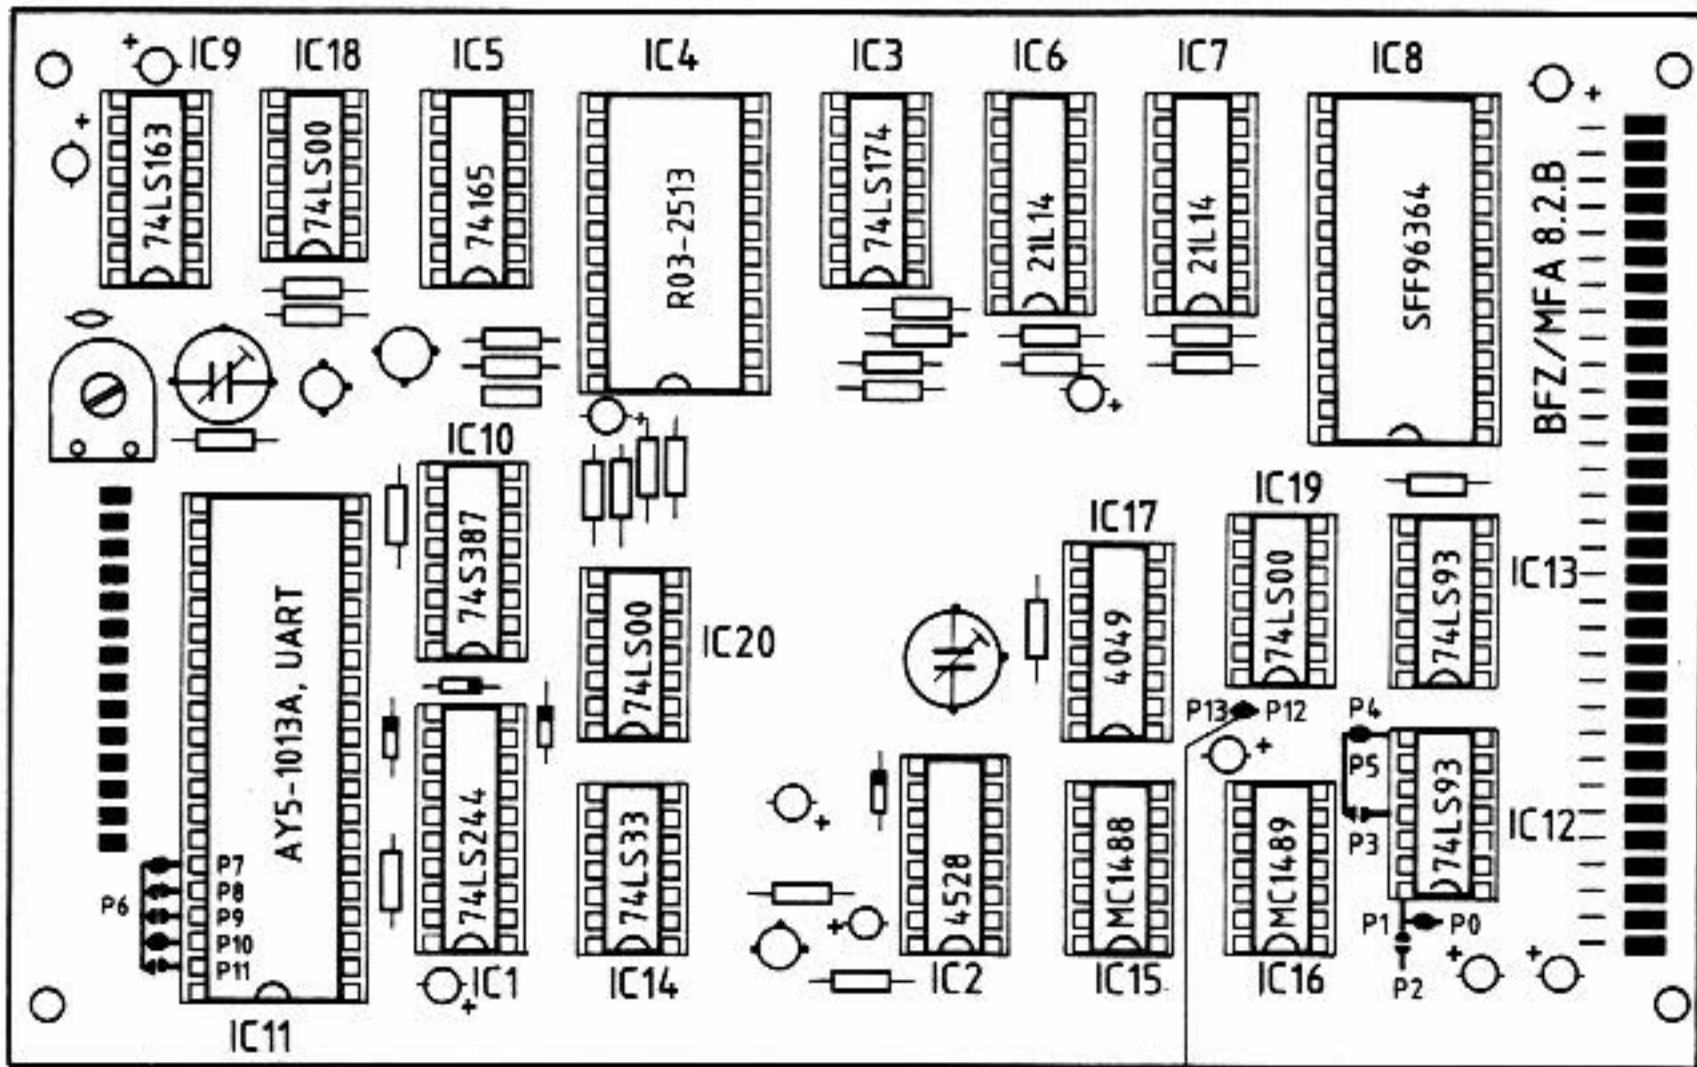 IC9
IC18
IC5
IC4
IC3
IC6
IC7
IC8
74LS163
74LS00
74165
R03-2513
74LS174
21L14
21L14
SFF96364
BFZ/MFA 8.2.B
IC10
74S387
IC17
IC19
IC13
AY5-1013A, UART
74LS00
IC20
4049
74LS00
74LS93
P13
P12
P4
P5
P3
74LS244
74LS33
4528
MC1488
MC1489
74LS93
IC12
P6
P7
P8
P9
P10
P11
P1
P0
P2
IC1
IC14
IC2
IC15
IC16
IC11